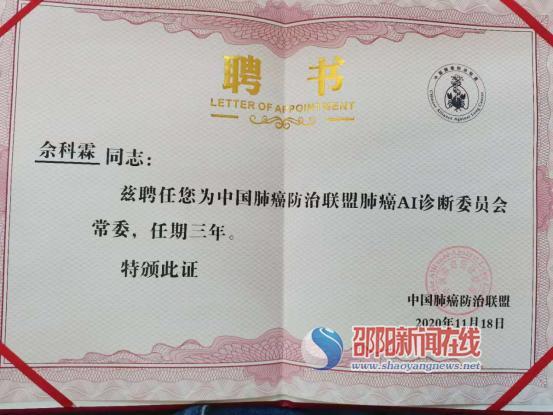 聘书
LETTER OF APPOINTMENT
佘科霖 同志：
兹聘任您为中国肺癌防治联盟肺癌AI诊断委员会
常委，任期三年。
特颁此证
中国肺癌防治联盟
2020年11月18日
邵阳新闻在线
www.shaoyangnews.net